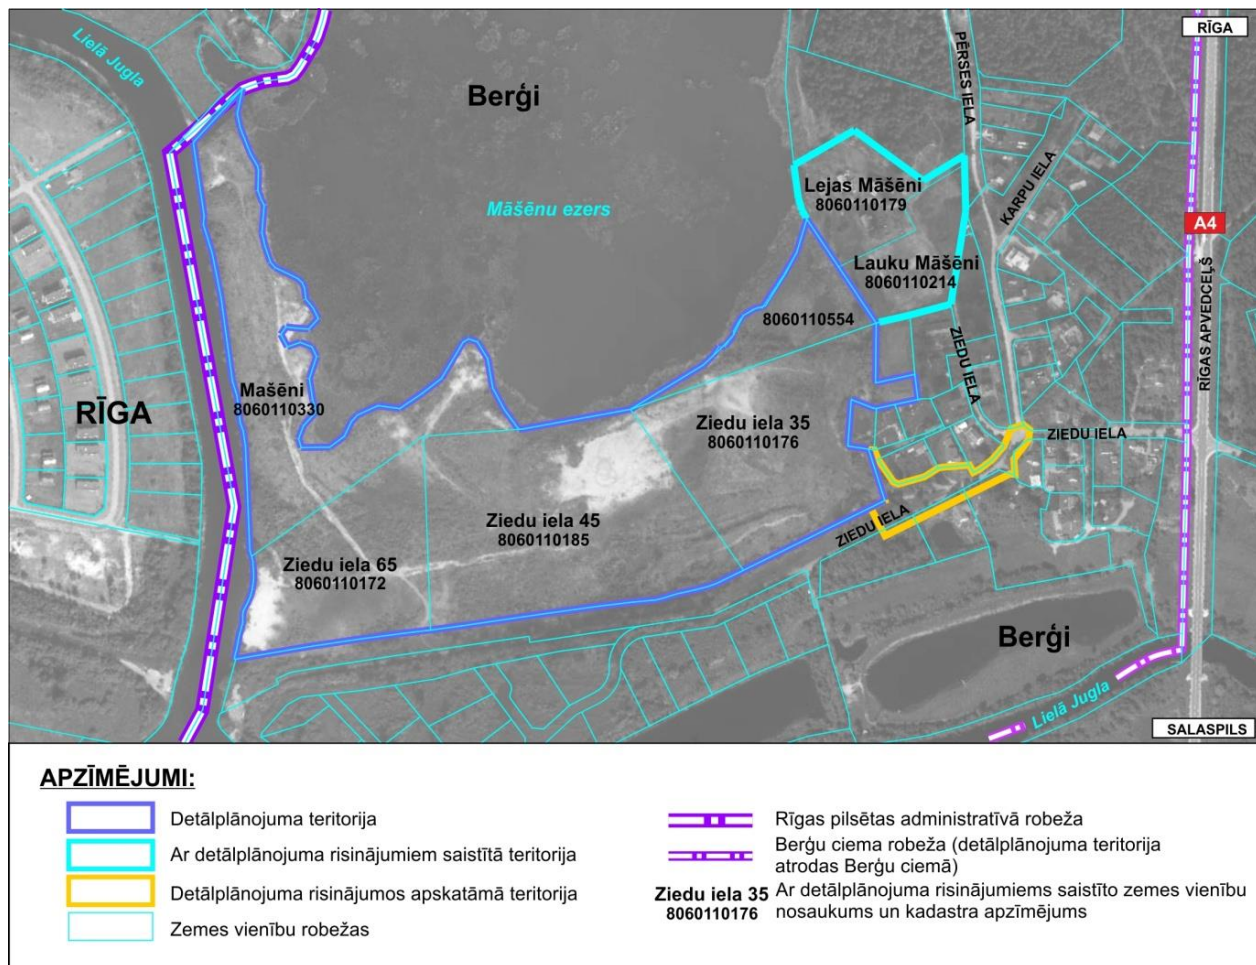 RĪGA
Lielā Jugla
Berģi
PĒRSES IELA
KARPU IELA
Lejas Māšēni
8060110179
Māšēnu ezers
A4
Lauku Māšēni
8060110214
RĪGAS APVEDCEĻŠ
8060110554
ZIEDU IELA
Mašēni
8060110330
RĪGA
Ziedu iela 35
8060110176
ZIEDU IELA
Ziedu iela 45
8060110185
ZIEDU IELA
Ziedu iela 65
8060110172
Berģi
Lielā Jugla
SALASPILS
APZĪMĒJUMI:
Detālplānojuma teritorija
Ar detālplānojuma risinājumiem saistītā teritorija
Detālplānojuma risinājumos apskatāmā teritorija
Zemes vienību robežas
Rīgas pilsētas administratīvā robeža
Berģu ciema robeža (detālplānojuma teritorija
atrodas Berģu ciemā)
Ziedu iela 35
8060110176
Ar detālplānojuma risinājumiems saistīto zemes vienību
nosaukums un kadastra apzīmējums